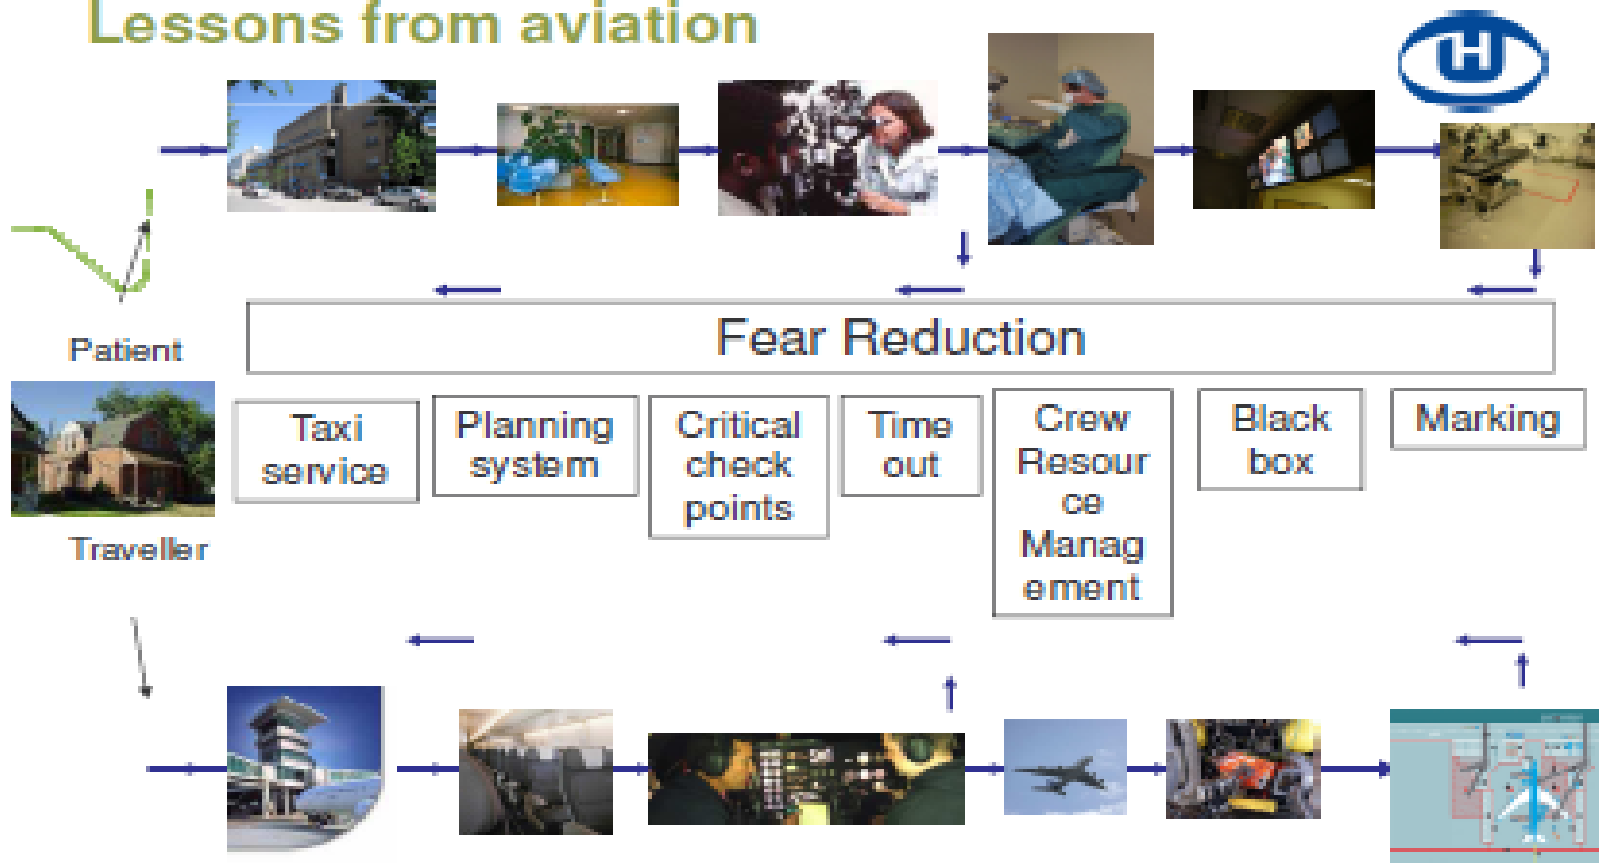 Lessons from aviation
H
Patient
Fear Reduction
Taxi
service
Planning
system
Critical
check
points
Time
out
Crew
Resour
ce
Manag
ement
Black
box
Marking
Traveller